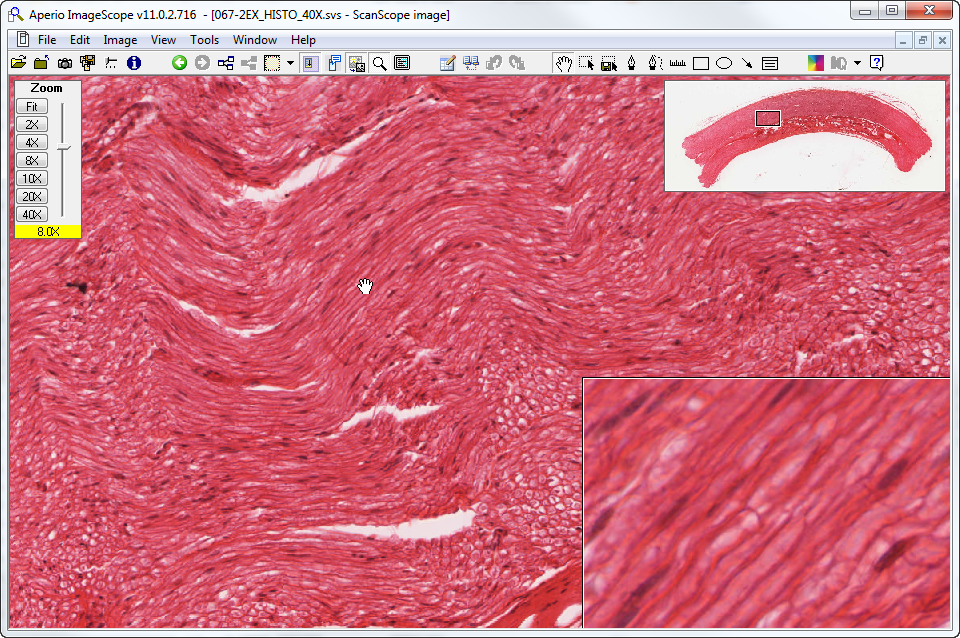 Aperio ImageScope v11.0.2.716 - [067-2EX_HISTO_40X.svs - ScanScope image]
File Edit Image View Tools Window Help
Zoom
Fit
2X
4X
8X
10X
20X
40X
8.0X